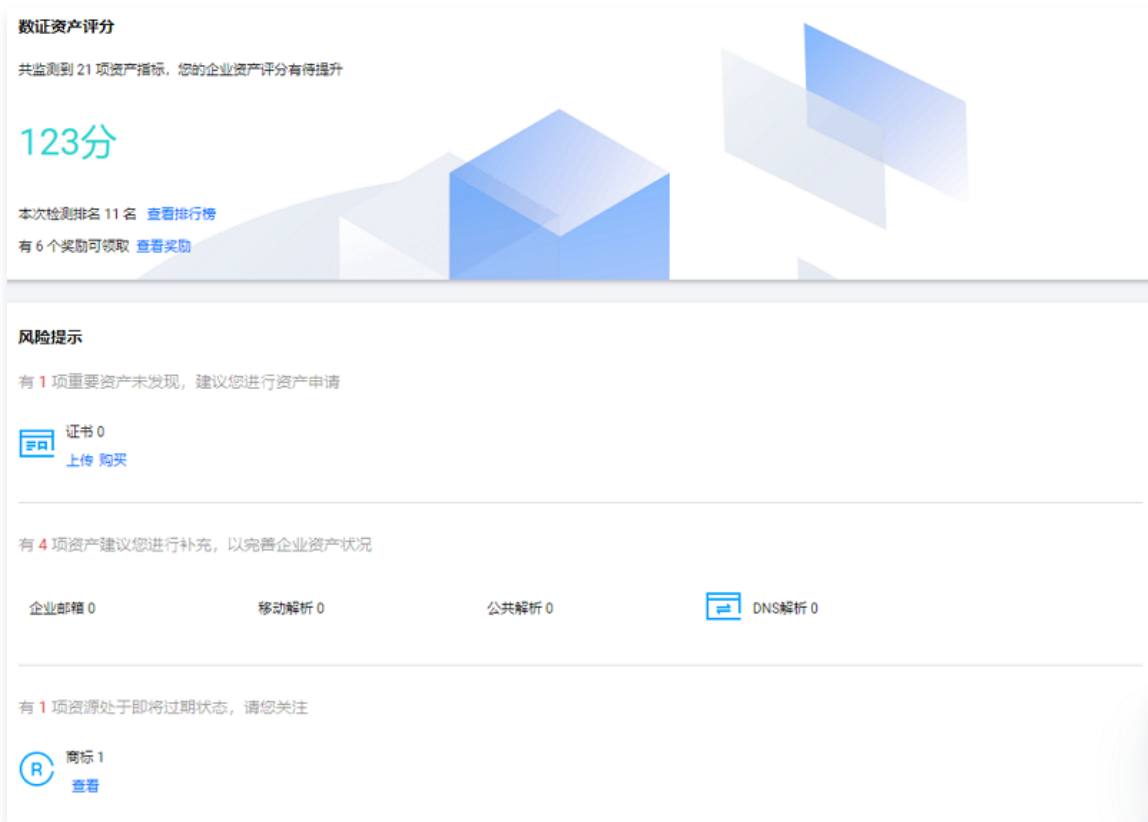 数证资产评分
共监测到 21 项资产指标，您的企业资产评分有待提升
123分
本次检测排名 11 名 查看排行榜
有 6 个奖励可领取 查看奖励
风险提示
有 1 项重要资产未发现，建议您进行资产申请
证书 0
上传 购买
有 4 项资产建议您进行补充，以完善企业资产状况
企业邮箱 0 移动解析 0 公共解析 0 DNS解析 0
有 1 项资源处于即将过期状态，请您关注
R
商标 1
查看